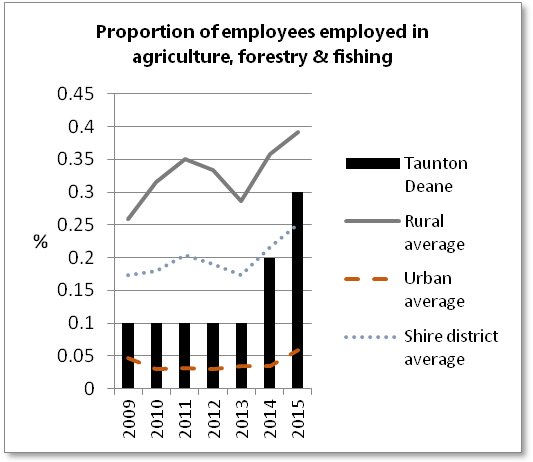 Proportion of employees employed in
agriculture, forestry & fishing
0.45
0.4
0.35
0.3
0.25
0.2
0.15
0.1
0.05
0
%
2009
2010
2011
2012
2013
2014
2015
Taunton
Deane
Rural
average
Urban
average
Shire district
average